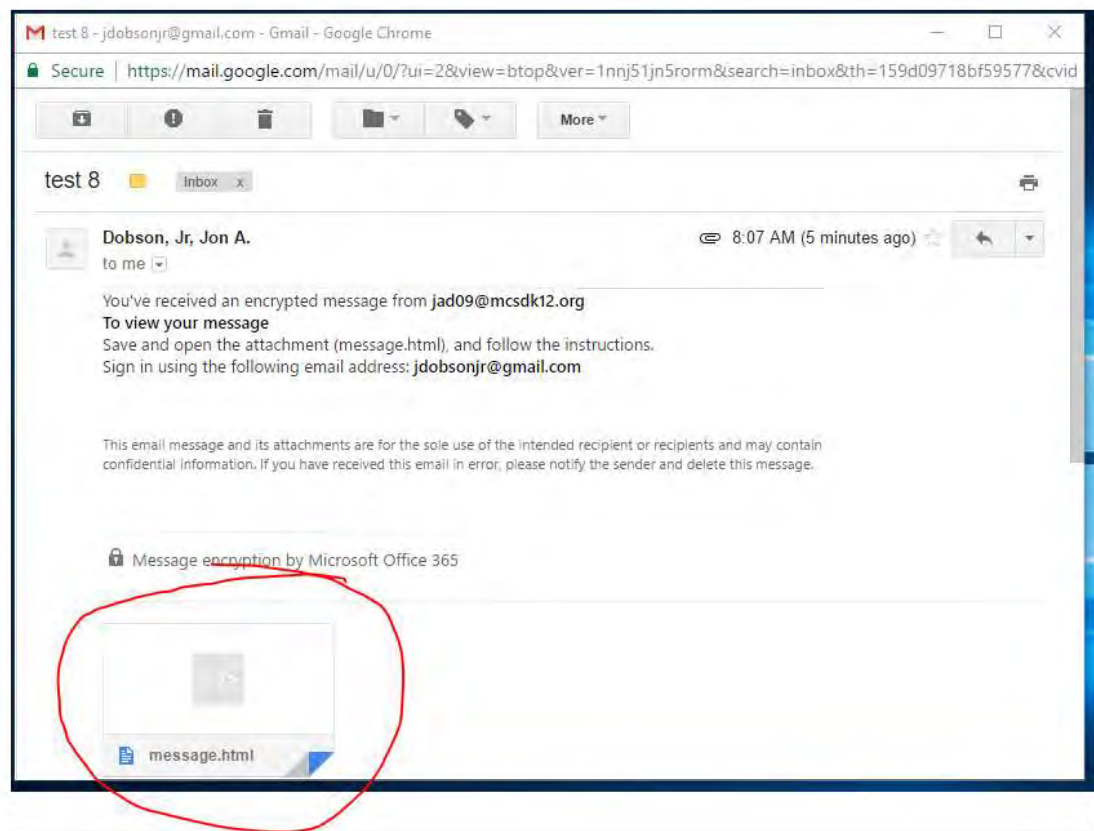 test 8 - jdobsonjr@gmail.com - Gmail - Google Chrome
Secure | https://mail.google.com/mail/u/0/?ui=2&view=btop&ver=1nnj51jn5rorm&search=inbox&th=159d09718bf59577&cvid
More
test 8 Inbox x
Dobson, Jr, Jon A. 8:07 AM (5 minutes ago)
to me
You've received an encrypted message from jad09@mcsdk12.org
To view your message
Save and open the attachment (message.html), and follow the instructions.
Sign in using the following email address: jdobsonjr@gmail.com
This email message and its attachments are for the sole use of the intended recipient or recipients and may contain
confidential information. If you have received this email in error, please notify the sender and delete this message.
Message encryption by Microsoft Office 365
message.html